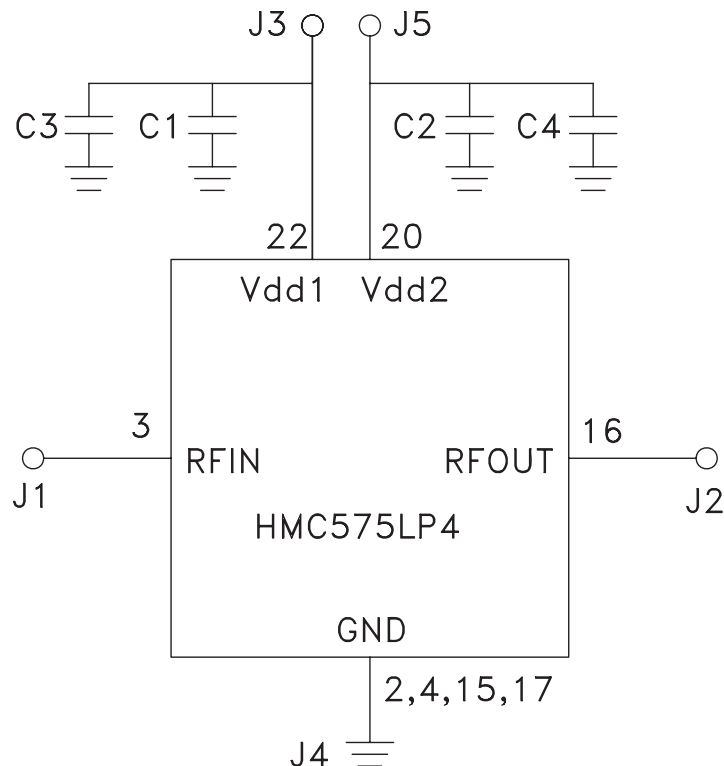 J3 J5
C3 C1 C2 C4
22 20
Vdd1 Vdd2
3 16
RFIN RFOUT
J1 J2
HMC575LP4
GND
2,4,15,17
J4